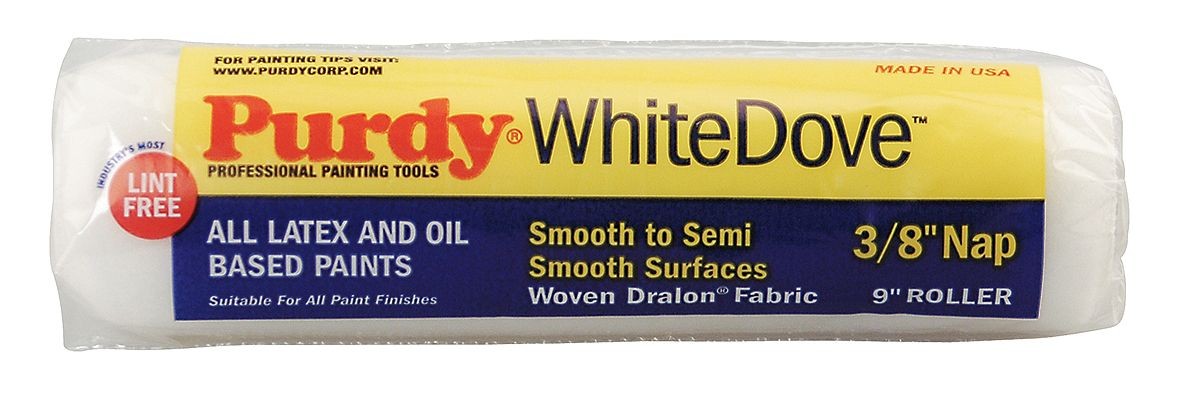 FOR PAINTING TIPS VISIT:
WWW.PURDYCORP.COM
MADE IN USA
Purdy® WhiteDove™
PROFESSIONAL PAINTING TOOLS
INDUSTRY'S MOST
LINT
FREE
ALL LATEX AND OIL
BASED PAINTS
Suitable For All Paint Finishes
Smooth to Semi
Smooth Surfaces
Woven Dralon® Fabric
3/8" Nap
9" ROLLER